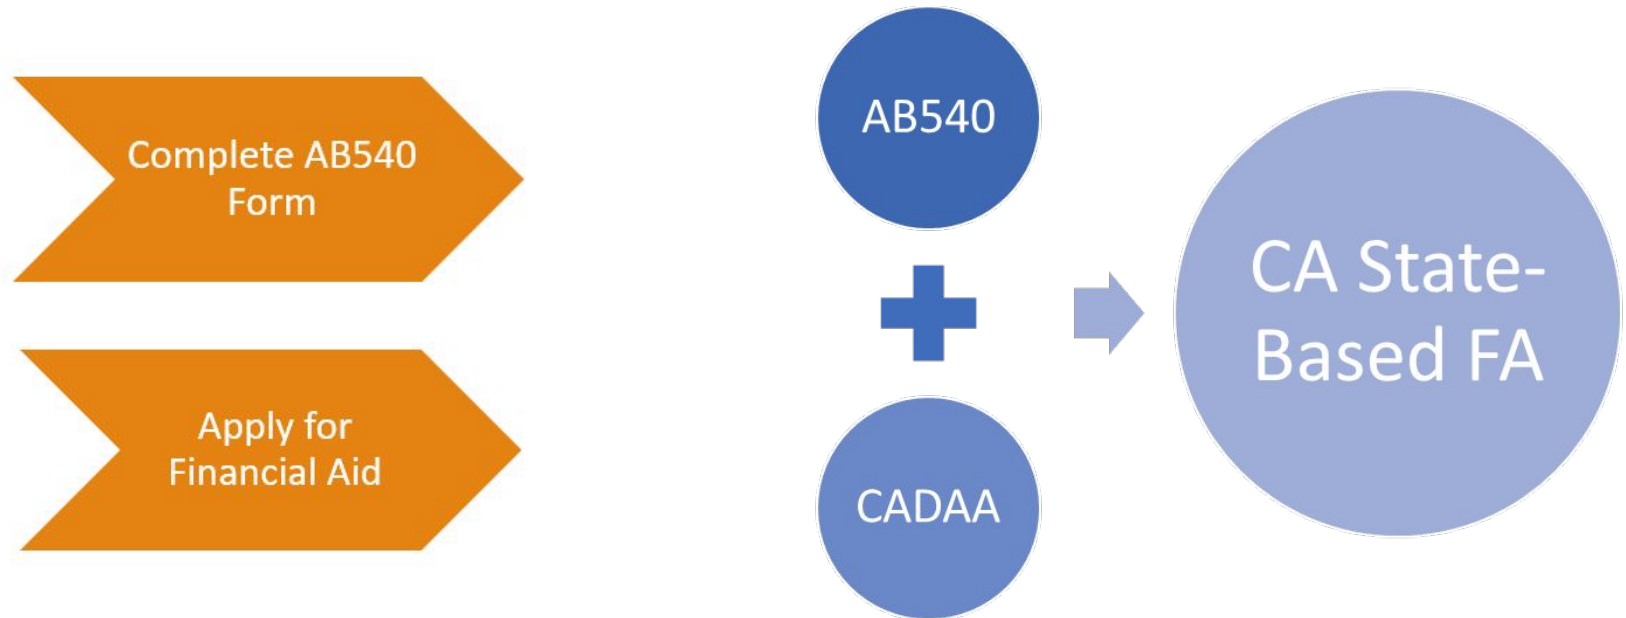 Complete AB540
Form
Apply for
Financial Aid
AB540
CADAA
CA State-
Based FA